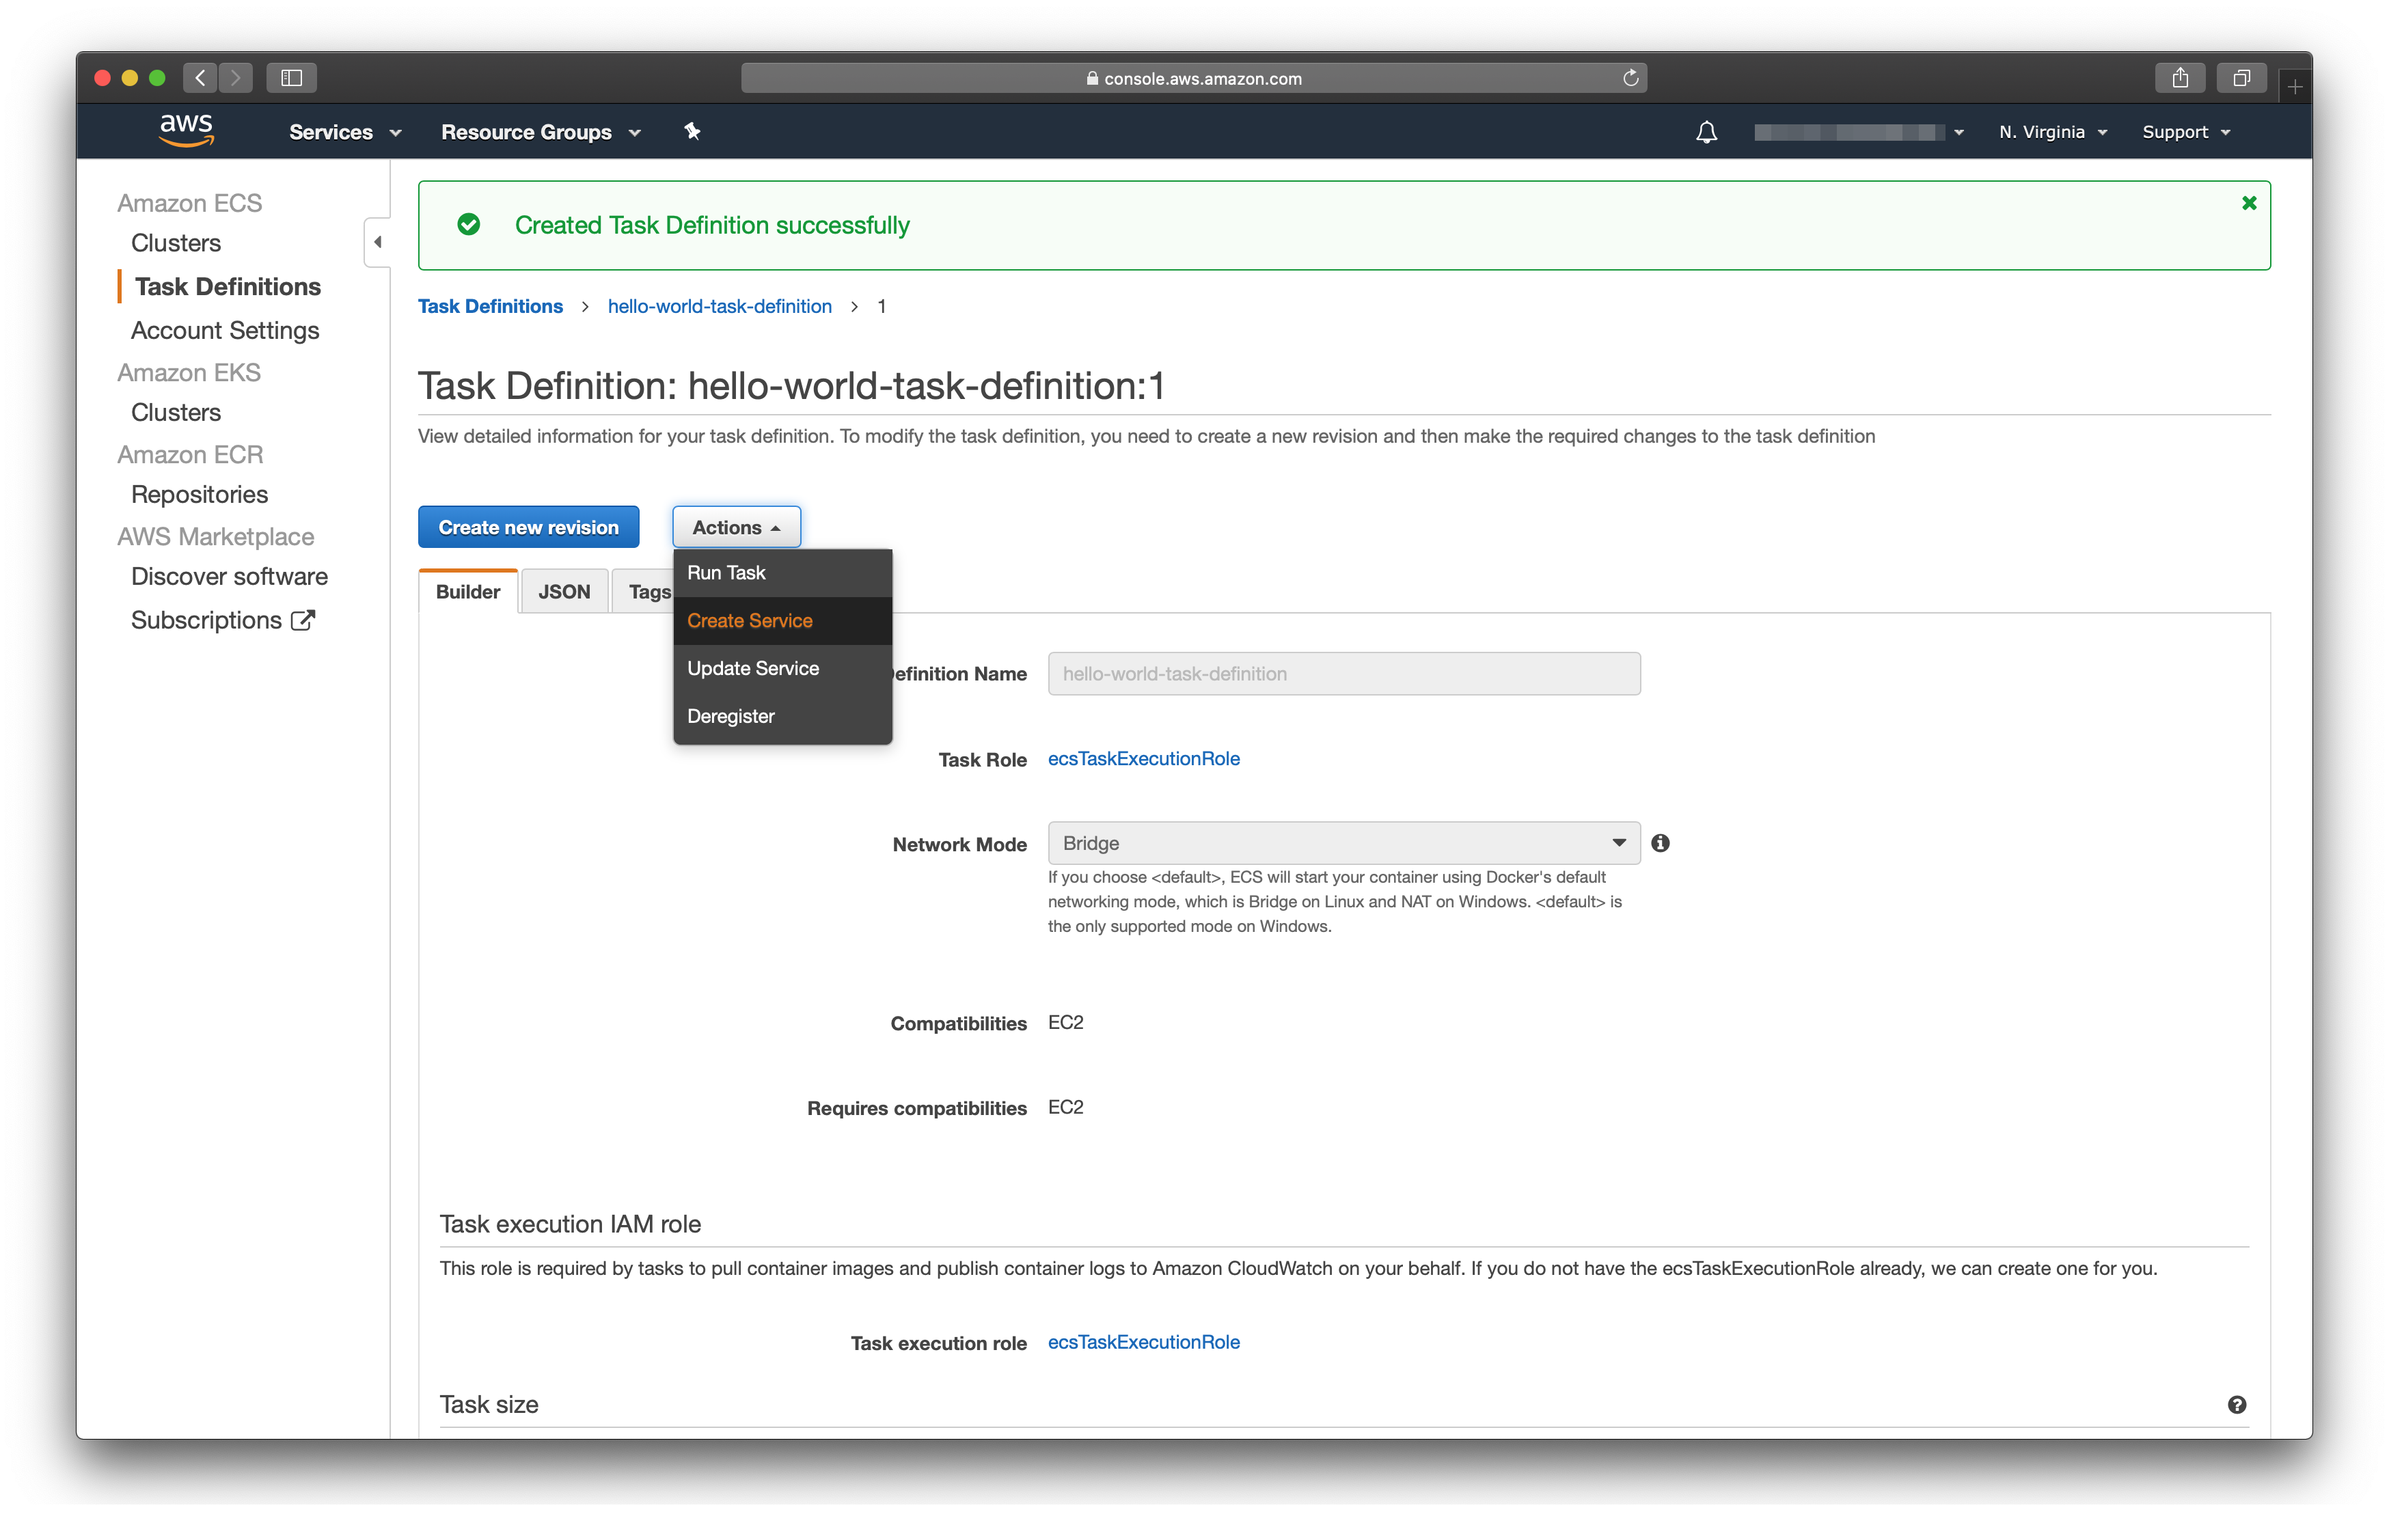 console.aws.amazon.com
aws Services Resource Groups N. Virginia Support
Amazon ECS
Clusters
Task Definitions
Account Settings
Amazon EKS
Clusters
Amazon ECR
Repositories
AWS Marketplace
Discover software
Subscriptions
Created Task Definition successfully
Task Definitions > hello-world-task-definition > 1
Task Definition: hello-world-task-definition:1
View detailed information for your task definition. To modify the task definition, you need to create a new revision and then make the required changes to the task definition
Create new revision Actions
Run Task
Create Service
Update Service
Deregister
Builder JSON Tags
efinition Name hello-world-task-definition
Task Role ecsTaskExecutionRole
Network Mode Bridge
If you choose <default>, ECS will start your container using Docker's default
networking mode, which is Bridge on Linux and NAT on Windows. <default> is
the only supported mode on Windows.
Compatibilities EC2
Requires compatibilities EC2
Task execution IAM role
This role is required by tasks to pull container images and publish container logs to Amazon CloudWatch on your behalf. If you do not have the ecsTaskExecutionRole already, we can create one for you.
Task execution role ecsTaskExecutionRole
Task size